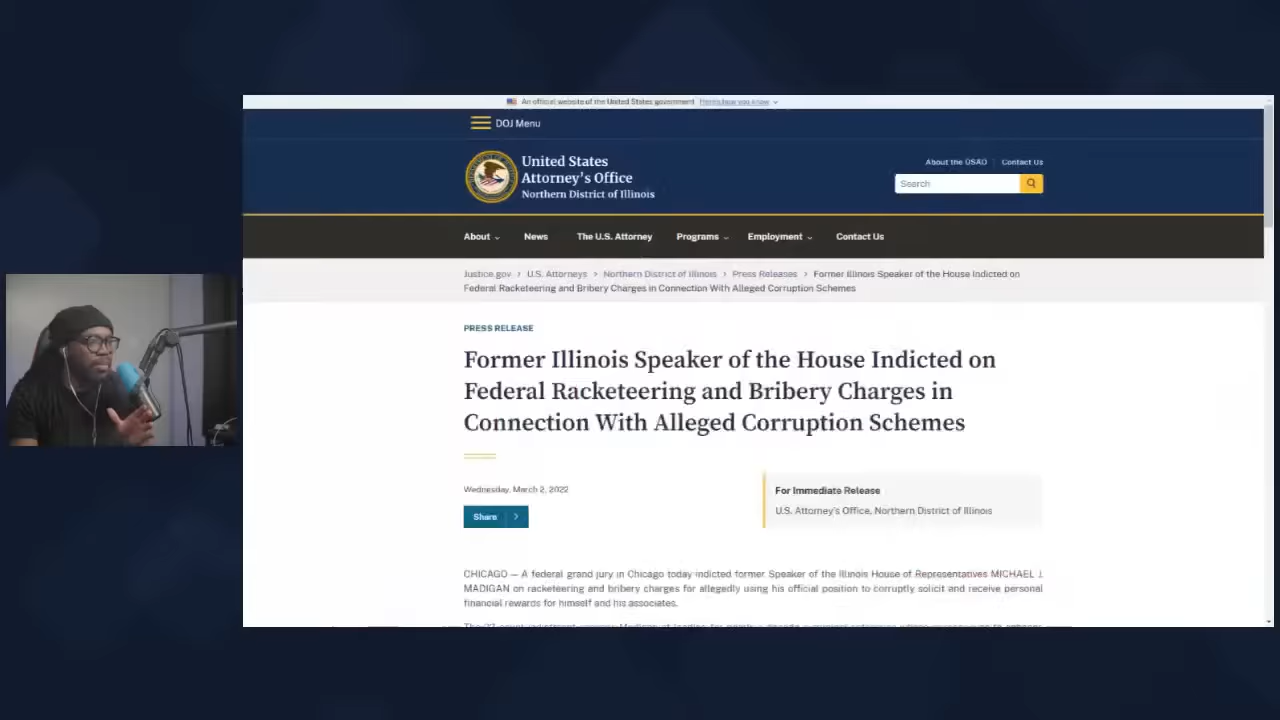 An official website of the United States government Here's how you know
DOJ Menu
United States
Attorney's Office
Northern District of Illinois
About the USAO Contact Us
Search
About News The U.S. Attorney Programs Employment Contact Us
Justice.gov > U.S. Attorneys > Northern District of Illinois > Press Releases > Former Illinois Speaker of the House Indicted on
Federal Racketeering and Bribery Charges in Connection With Alleged Corruption Schemes
PRESS RELEASE
Former Illinois Speaker of the House Indicted on
Federal Racketeering and Bribery Charges in
Connection With Alleged Corruption Schemes
Wednesday, March 2, 2022
For Immediate Release
U.S. Attorney's Office, Northern District of Illinois
Share >
CHICAGO — A federal grand jury in Chicago today indicted former Speaker of the Illinois House of Representatives MICHAEL J.
MADIGAN on racketeering and bribery charges for allegedly using his official position to corruptly solicit and receive personal
financial rewards for himself and his associates.